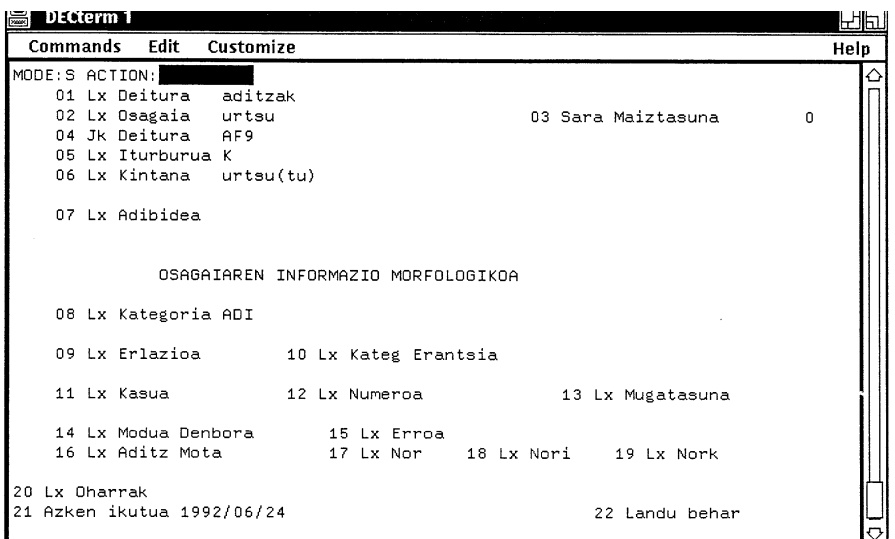 DECterm 1
Commands Edit Customize Help
MODE:S ACTION:
01 Lx Deitura aditzak
02 Lx Osagaia urtsu 03 Sara Maiztasuna 0
04 Jk Deitura AF9
05 Lx Iturburua K
06 Lx Kintana urtsu(tu)
07 Lx Adibidea
OSAGAIAREN INFORMAZIO MORFOLOGIKOA
08 Lx Kategoria ADI
09 Lx Erlazioa 10 Lx Kateg Erantsia
11 Lx Kasua 12 Lx Numeroa 13 Lx Mugatasuna
14 Lx Modua Denbora 15 Lx Erroa
16 Lx Aditz Mota 17 Lx Nor 18 Lx Nori 19 Lx Nork
20 Lx Oharrak
21 Azken ikutua 1992/06/24 22 Landu behar